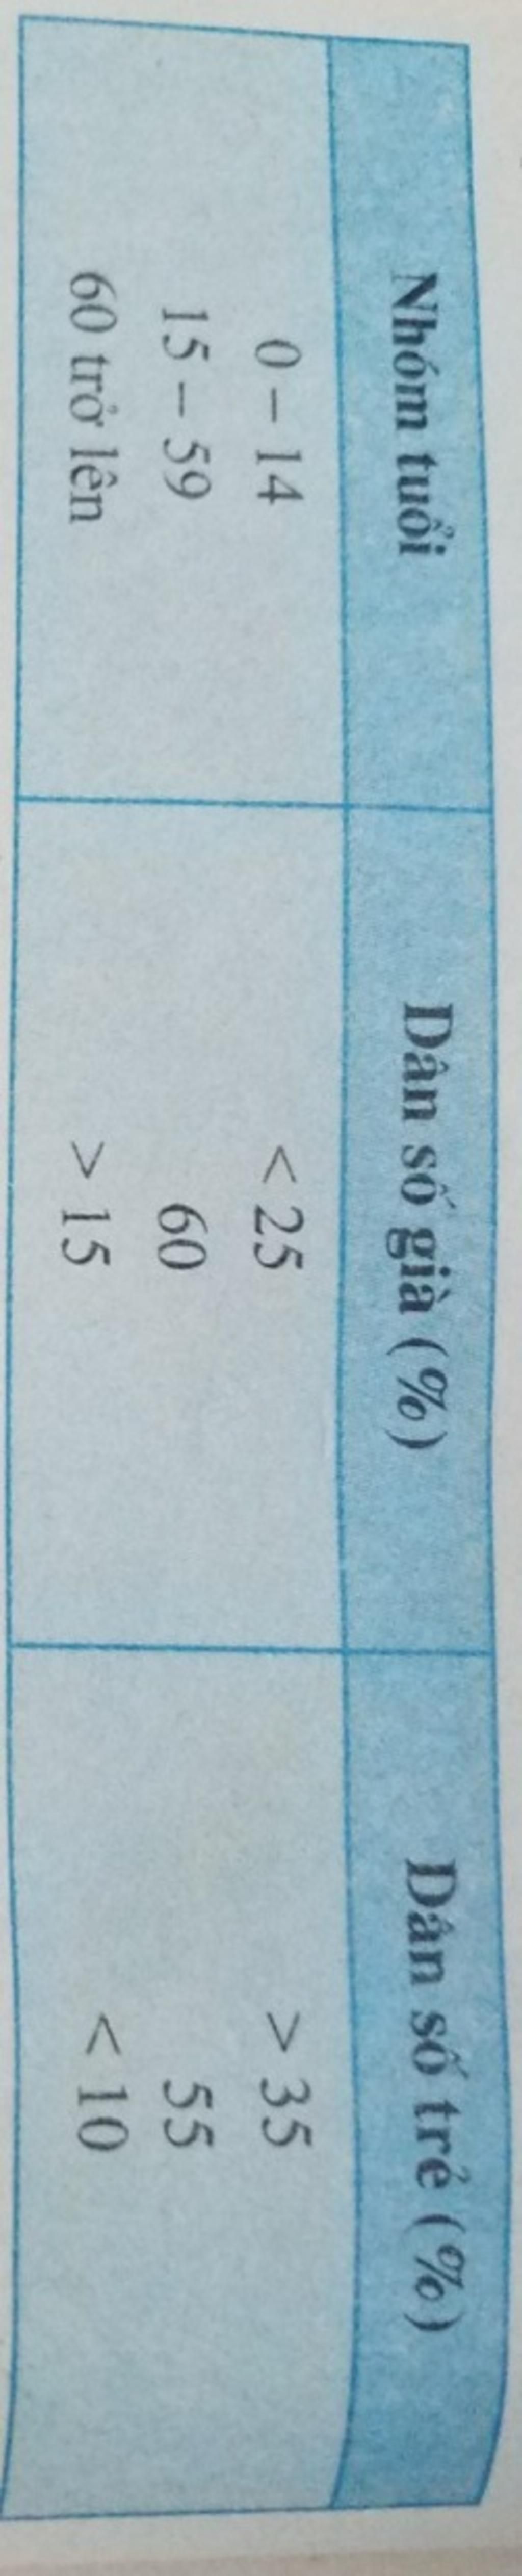 Nhóm tuổi Dân số già (%) Dân số trẻ (%)
0 – 14 < 25 > 35
15 – 59 60 55
60 trở lên > 15 < 10